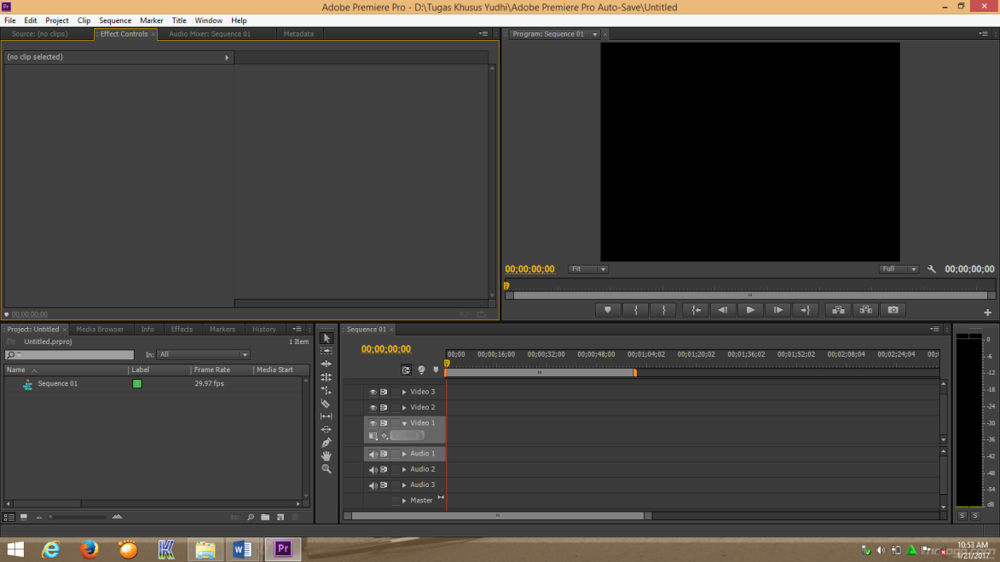 Adobe Premiere Pro - D:\Tugas Khusus Yudhi\Adobe Premiere Pro Auto-Save\Untitled
File Edit Project Clip Sequence Marker Title Window Help
Source: (no clips) Effect Controls Audio Mixer: Sequence 01 Metadata
Program: Sequence 01
(no clip selected)
00;00;00;00
00;00;00;00 Fit Full 00;00;00;00
Project: Untitled Media Browser Info Effects Markers History
Untitled.prproj 1 Item
In: All
Name Label Frame Rate Media Start
Sequence 01 29.97 fps
Sequence 01
00;00;00;00
00;00 00;00;16;00 00;00;32;00 00;00;48;00 00;01;04;02 00;01;20;02 00;01;36;02 00;01;52;02 00;02;08;04 00;02;24;04 00;0
Video 3
Video 2
Video 1
Audio 1
Audio 2
Audio 3
Master
0
-6
-12
-18
-24
-30
-36
-42
-48
-54
dB
S S
10:53 AM
1/21/2017